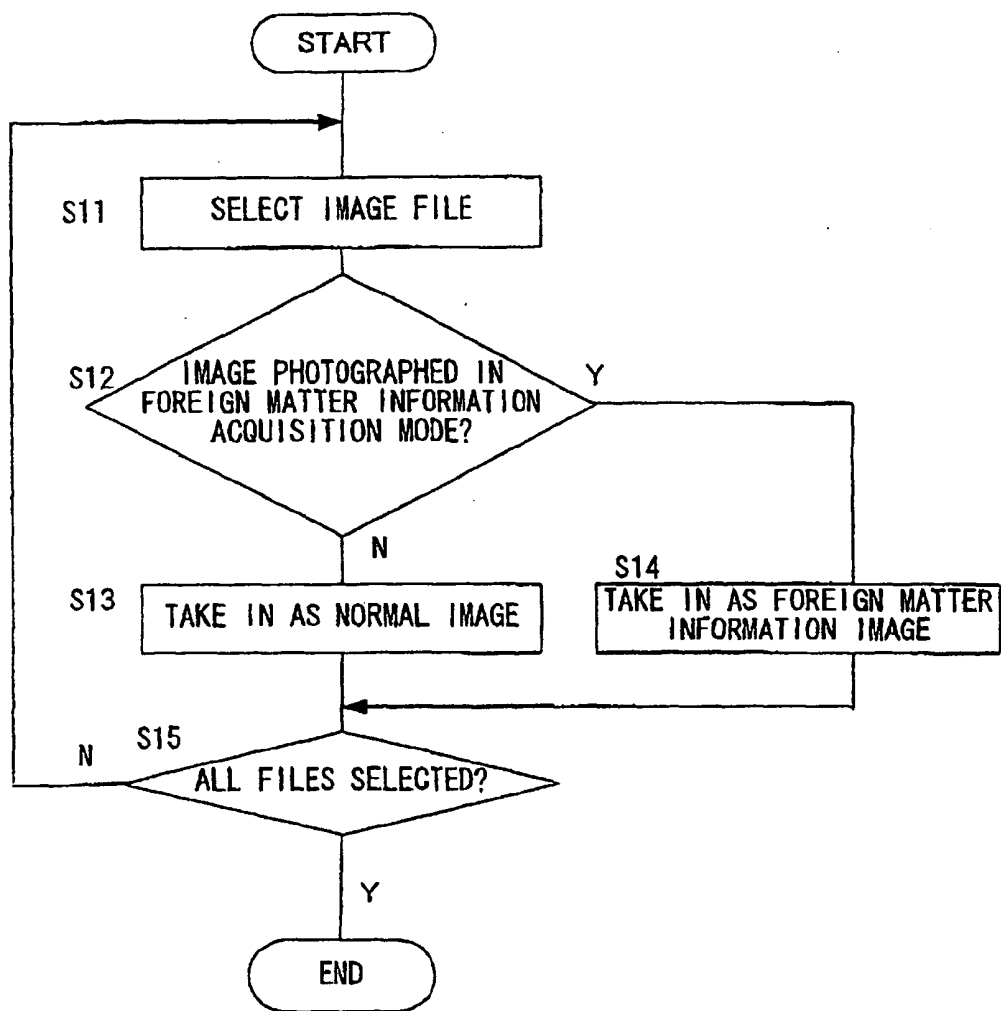 START
S11
SELECT IMAGE FILE
S12
IMAGE PHOTOGRAPHED IN
FOREIGN MATTER INFORMATION
ACQUISITION MODE?
Y
N
S13
TAKE IN AS NORMAL IMAGE
S14
TAKE IN AS FOREIGN MATTER
INFORMATION IMAGE
S15
N
ALL FILES SELECTED?
Y
END